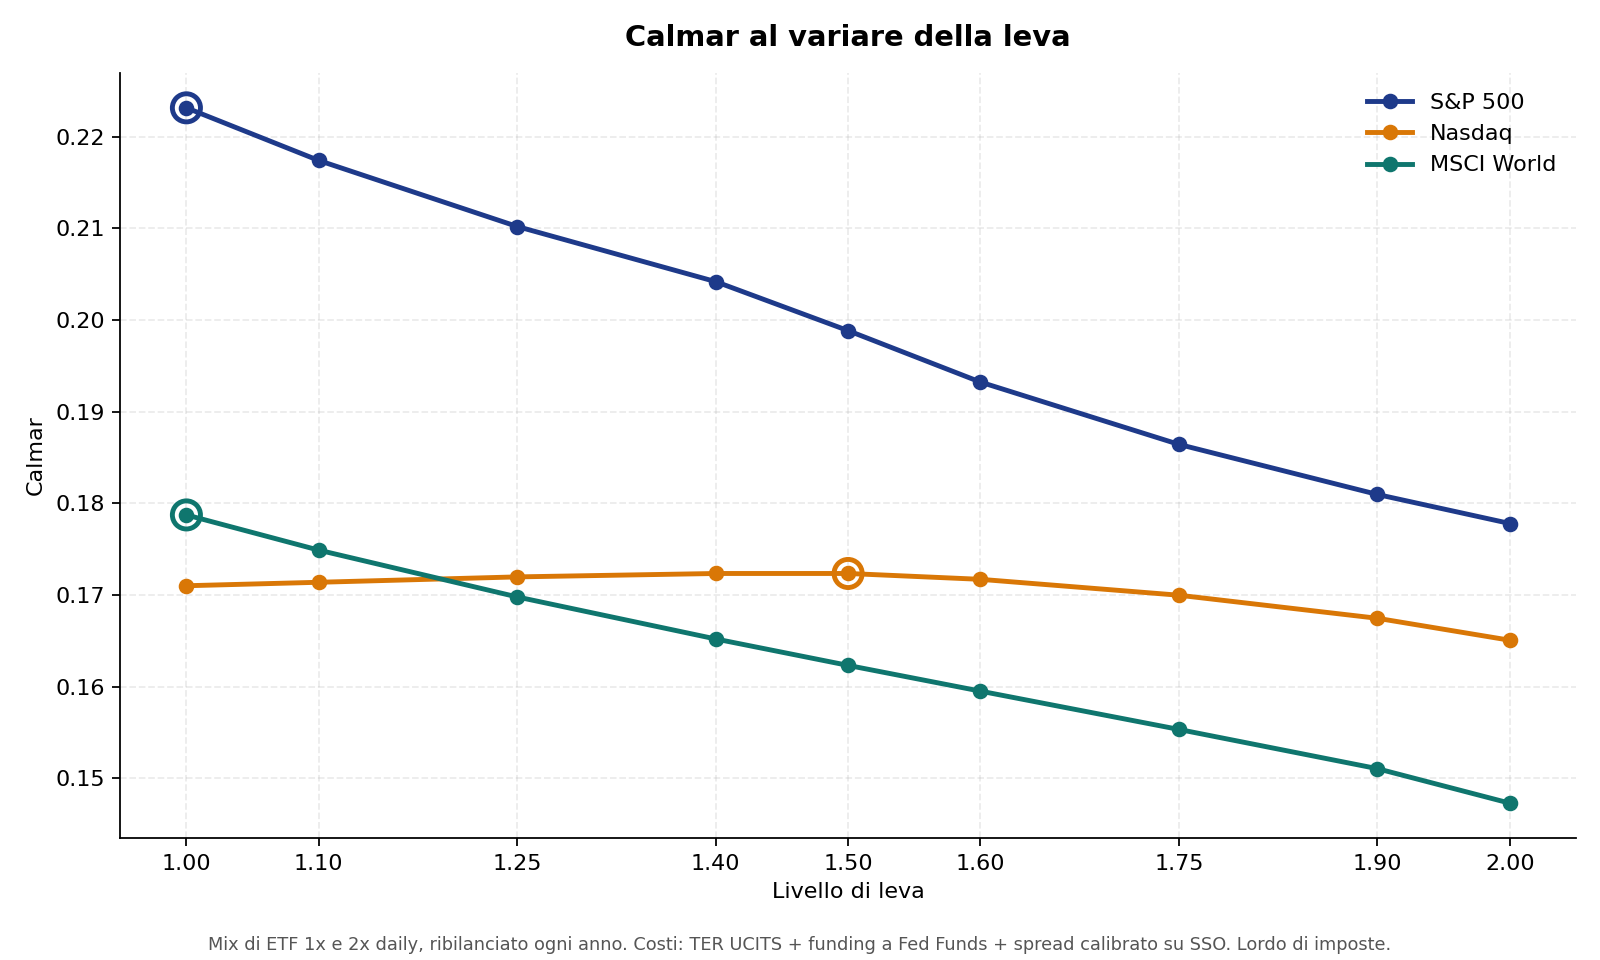 Calmar al variare della leva
S&P 500
Nasdaq
MSCI World
Calmar
0.22
0.21
0.20
0.19
0.18
0.17
0.16
0.15
1.00 1.10 1.25 1.40 1.50 1.60 1.75 1.90 2.00
Livello di leva
Mix di ETF 1x e 2x daily, ribilanciato ogni anno. Costi: TER UCITS + funding a Fed Funds + spread calibrato su SSO. Lordo di imposte.